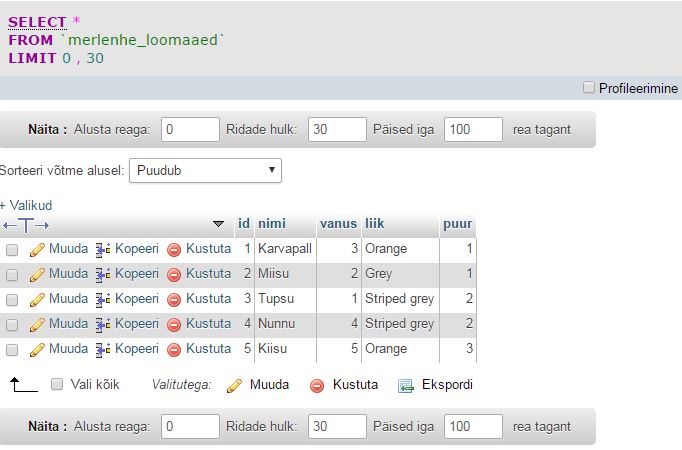 SELECT *
FROM `merlenhe_loomaaed`
LIMIT 0 , 30
Profileerimine
Näita : Alusta reaga: 0 Ridade hulk: 30 Päised iga 100 rea tagant
Sorteeri võtme alusel: Puudub
+ Valikud
←T→ id nimi vanus liik puur
Muuda Kopeeri Kustuta 1 Karvapall 3 Orange 1
Muuda Kopeeri Kustuta 2 Miisu 2 Grey 1
Muuda Kopeeri Kustuta 3 Tupsu 1 Striped grey 2
Muuda Kopeeri Kustuta 4 Nunnu 4 Striped grey 2
Muuda Kopeeri Kustuta 5 Kiisu 5 Orange 3
Vali kõik Valitutega: Muuda Kustuta Ekspordi
Näita : Alusta reaga: 0 Ridade hulk: 30 Päised iga 100 rea tagant